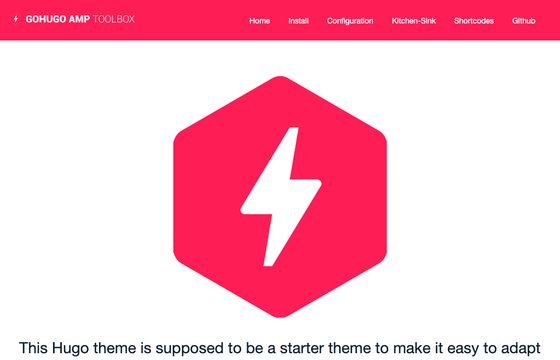 GOHUGO AMP TOOLBOX
Home Install Configuration Kitchen-Sink Shortcodes Github
This Hugo theme is supposed to be a starter theme to make it easy to adapt